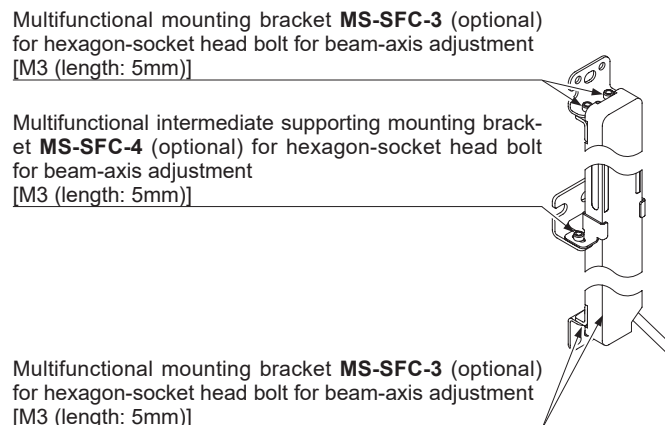 Multifunctional mounting bracket MS-SFC-3 (optional)
for hexagon-socket head bolt for beam-axis adjustment
[M3 (length: 5mm)]
Multifunctional intermediate supporting mounting brack-
et MS-SFC-4 (optional) for hexagon-socket head bolt
for beam-axis adjustment
[M3 (length: 5mm)]
Multifunctional mounting bracket MS-SFC-3 (optional)
for hexagon-socket head bolt for beam-axis adjustment
[M3 (length: 5mm)]